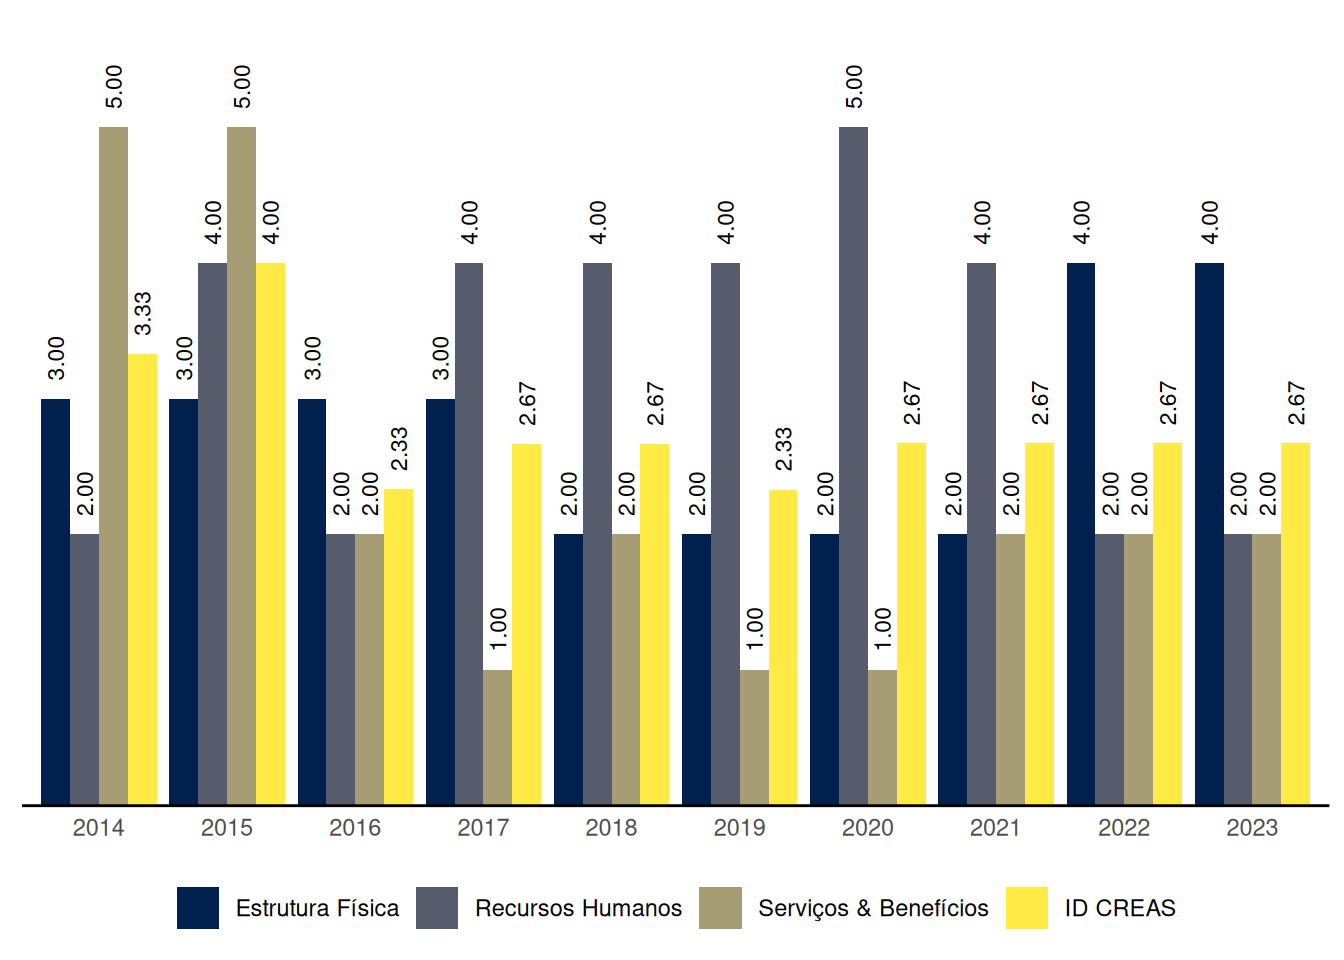 5.00 5.00 5.00
4.00 4.00 4.00 4.00 4.00 4.00 4.00 4.00
3.33
3.00 3.00 3.00 3.00
2.67 2.67 2.67 2.67 2.67 2.67
2.33 2.33
2.00 2.00 2.00 2.00 2.00 2.00 2.00 2.00 2.00 2.00 2.00 2.00 2.00
1.00 1.00 1.00
2014 2015 2016 2017 2018 2019 2020 2021 2022 2023
Estrutura Física Recursos Humanos Serviços & Benefícios ID CREAS